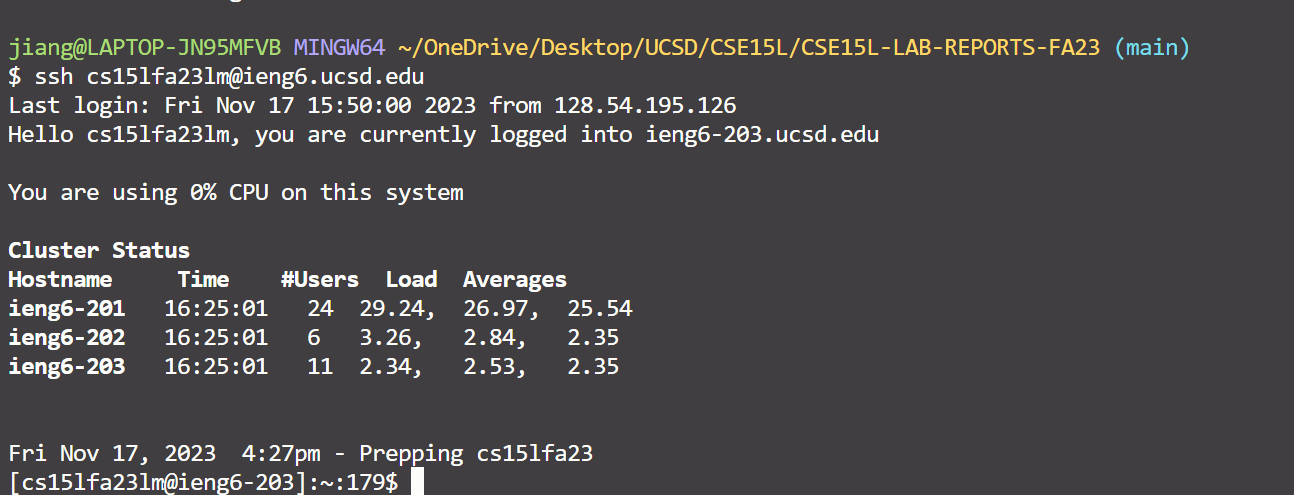 jiang@LAPTOP-JN95MFVB MINGW64 ~/OneDrive/Desktop/UCSD/CSE15L/CSE15L-LAB-REPORTS-FA23 (main)
$ ssh cs15lfa23lm@ieng6.ucsd.edu
Last login: Fri Nov 17 15:50:00 2023 from 128.54.195.126
Hello cs15lfa23lm, you are currently logged into ieng6-203.ucsd.edu
You are using 0% CPU on this system
Cluster Status
Hostname     Time    #Users  Load  Averages
ieng6-201   16:25:01   24  29.24,  26.97,  25.54
ieng6-202   16:25:01   6   3.26,   2.84,   2.35
ieng6-203   16:25:01   11  2.34,   2.53,   2.35
Fri Nov 17, 2023  4:27pm - Prepping cs15lfa23
[cs15lfa23lm@ieng6-203]:~:179$